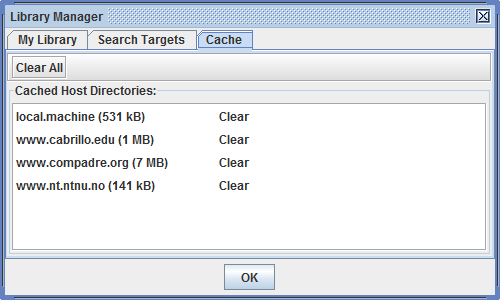 Library Manager
My Library Search Targets Cache
Clear All
Cached Host Directories:
local.machine (531 kB) Clear
www.cabrillo.edu (1 MB) Clear
www.compadre.org (7 MB) Clear
www.nt.ntnu.no (141 kB) Clear
OK